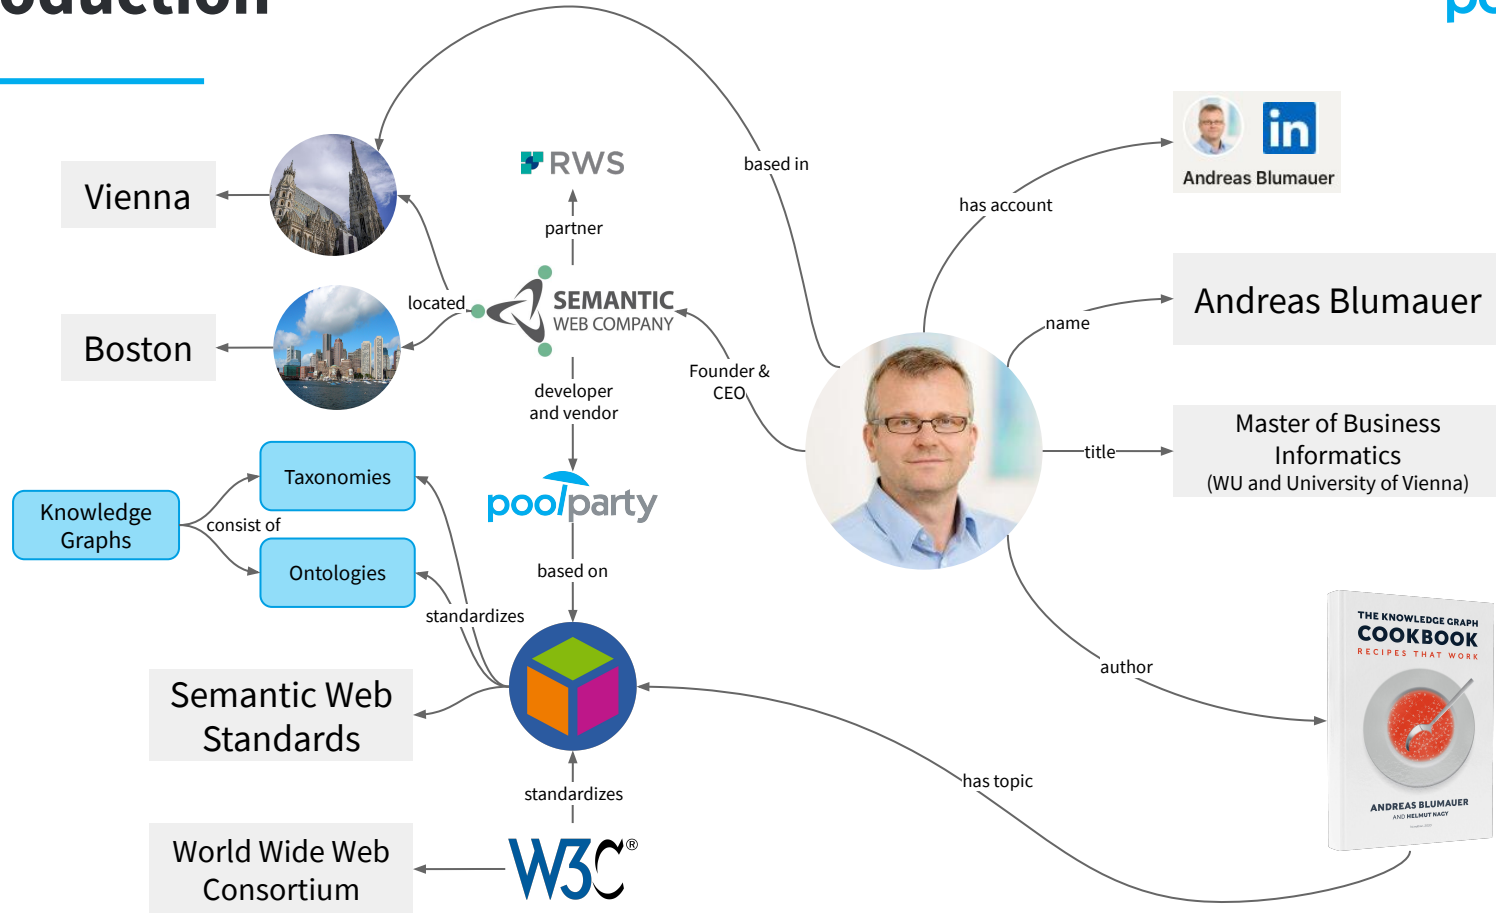 based in
in
Andreas Blumauer
has account
Vienna
RWS
partner
Andreas Blumauer
name
located
SEMANTIC
WEB COMPANY
Boston
Founder &
CEO
developer
and vendor
Master of Business
Informatics
(WU and University of Vienna)
title
Taxonomies
Knowledge
Graphs
consist of
poolparty
Ontologies
based on
standardizes
THE KNOWLEDGE GRAPH
COOKBOOK
RECIPES THAT WORK
author
Semantic Web
Standards
has topic
standardizes
ANDREAS BLUMAUER
AND HELMUT NAGY
World Wide Web
Consortium
W3C®